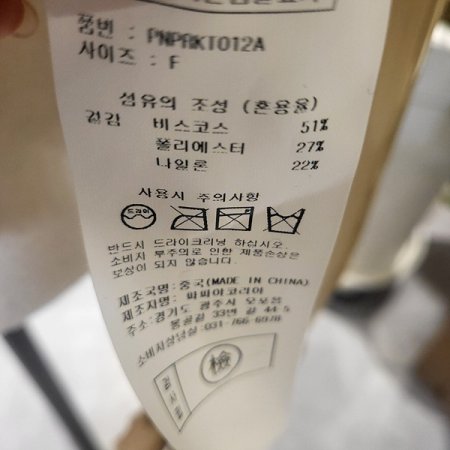 품번 : PNPAKT012A
사이즈 : F
섬유의 조성 (혼용율)
겉감 비스코스 51%
폴리에스터 27%
나일론 22%
사용시 주의사항
드라이
반드시 드라이크리닝 하십시오.
소비자 부주의로 인한 제품손상은
보상이 되지 않습니다.
제조국명 : 중국(MADE IN CHINA)
제조자명 : 파피야코리아
주소 : 경기도 광주시 오포읍
33번 길 44-5
소비자상담실 : 031-766-6078
檢
검사필